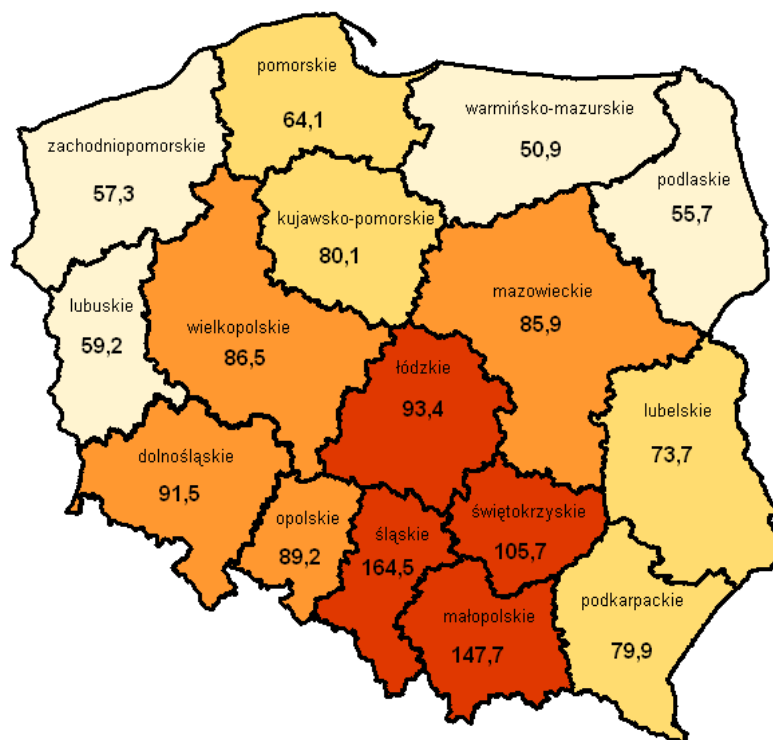 pomorskie
64,1
warmińsko-mazurskie
50,9
zachodniopomorskie
57,3
podlaskie
55,7
kujawsko-pomorskie
80,1
mazowieckie
85,9
lubuskie
59,2
wielkopolskie
86,5
łódzkie
93,4
lubelskie
73,7
dolnośląskie
91,5
opolskie
89,2
śląskie
164,5
świętokrzyskie
105,7
małopolskie
147,7
podkarpackie
79,9